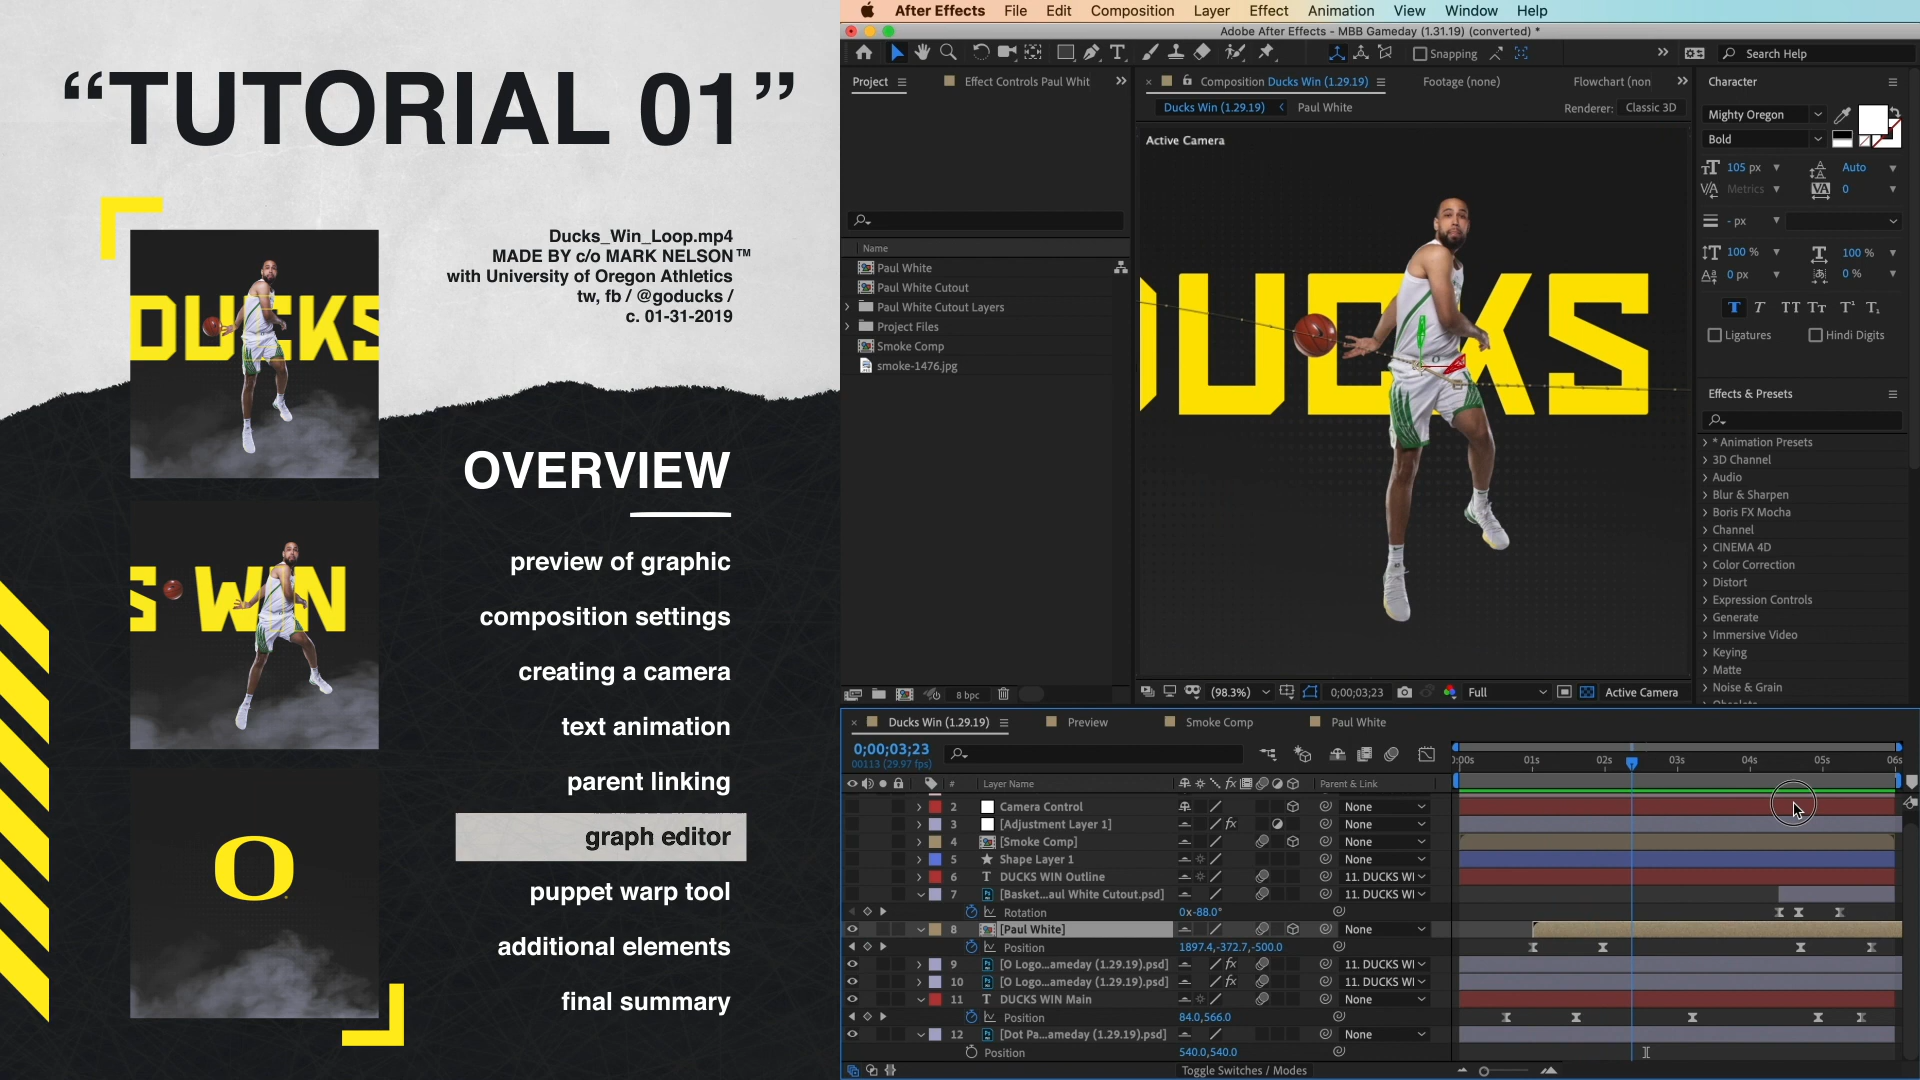 “TUTORIAL 01”
Ducks_Win_Loop.mp4
MADE BY c/o MARK NELSON™
with University of Oregon Athletics
tw, fb / @goducks /
c. 01-31-2019
DUCKS
S WIN
O
OVERVIEW
preview of graphic
composition settings
creating a camera
text animation
parent linking
graph editor
puppet warp tool
additional elements
final summary
After Effects File Edit Composition Layer Effect Animation View Window Help
Adobe After Effects - MBB Gameday (1.31.19) (converted) *
Snapping
Search Help
Project
Effect Controls Paul Whit
Composition Ducks Win (1.29.19)
Footage (none)
Flowchart (non
Ducks Win (1.29.19) Paul White
Renderer: Classic 3D
Active Camera
DUCKS
Name
Paul White
Paul White Cutout
Paul White Cutout Layers
Project Files
Smoke Comp
smoke-1476.jpg
8 bpc
(98.3%)
0;00;03;23
Full
Active Camera
Character
Mighty Oregon
Bold
105 px Auto
Metrics 0
- px
100 % 100 %
0 px 0 %
Ligatures Hindi Digits
Effects & Presets
* Animation Presets
3D Channel
Audio
Blur & Sharpen
Boris FX Mocha
Channel
CINEMA 4D
Color Correction
Distort
Expression Controls
Generate
Immersive Video
Keying
Matte
Noise & Grain
Ducks Win (1.29.19) Preview Smoke Comp Paul White
0;00;03;23
00113 (29.97 fps)
0:00s 01s 02s 03s 04s 05s 06s
# Layer Name Parent & Link
2 Camera Control None
3 [Adjustment Layer 1] None
4 [Smoke Comp] None
5 Shape Layer 1 None
6 DUCKS WIN Outline 11. DUCKS WI
7 [Basket...aul White Cutout.psd] 11. DUCKS WI
Rotation 0x-88.0°
8 [Paul White] None
Position 1897.4,-372.7,-500.0
9 [O Logo...ameday (1.29.19).psd] 11. DUCKS WI
10 [O Logo...ameday (1.29.19).psd] 11. DUCKS WI
11 DUCKS WIN Main None
Position 84.0,566.0
12 [Dot Pa...ameday (1.29.19).psd] None
Position 540.0,540.0
Toggle Switches / Modes